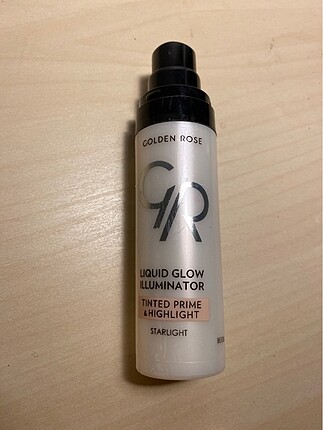 GOLDEN ROSE
GR
LIQUID GLOW
ILLUMINATOR
TINTED PRIME
&HIGHLIGHT
STARLIGHT